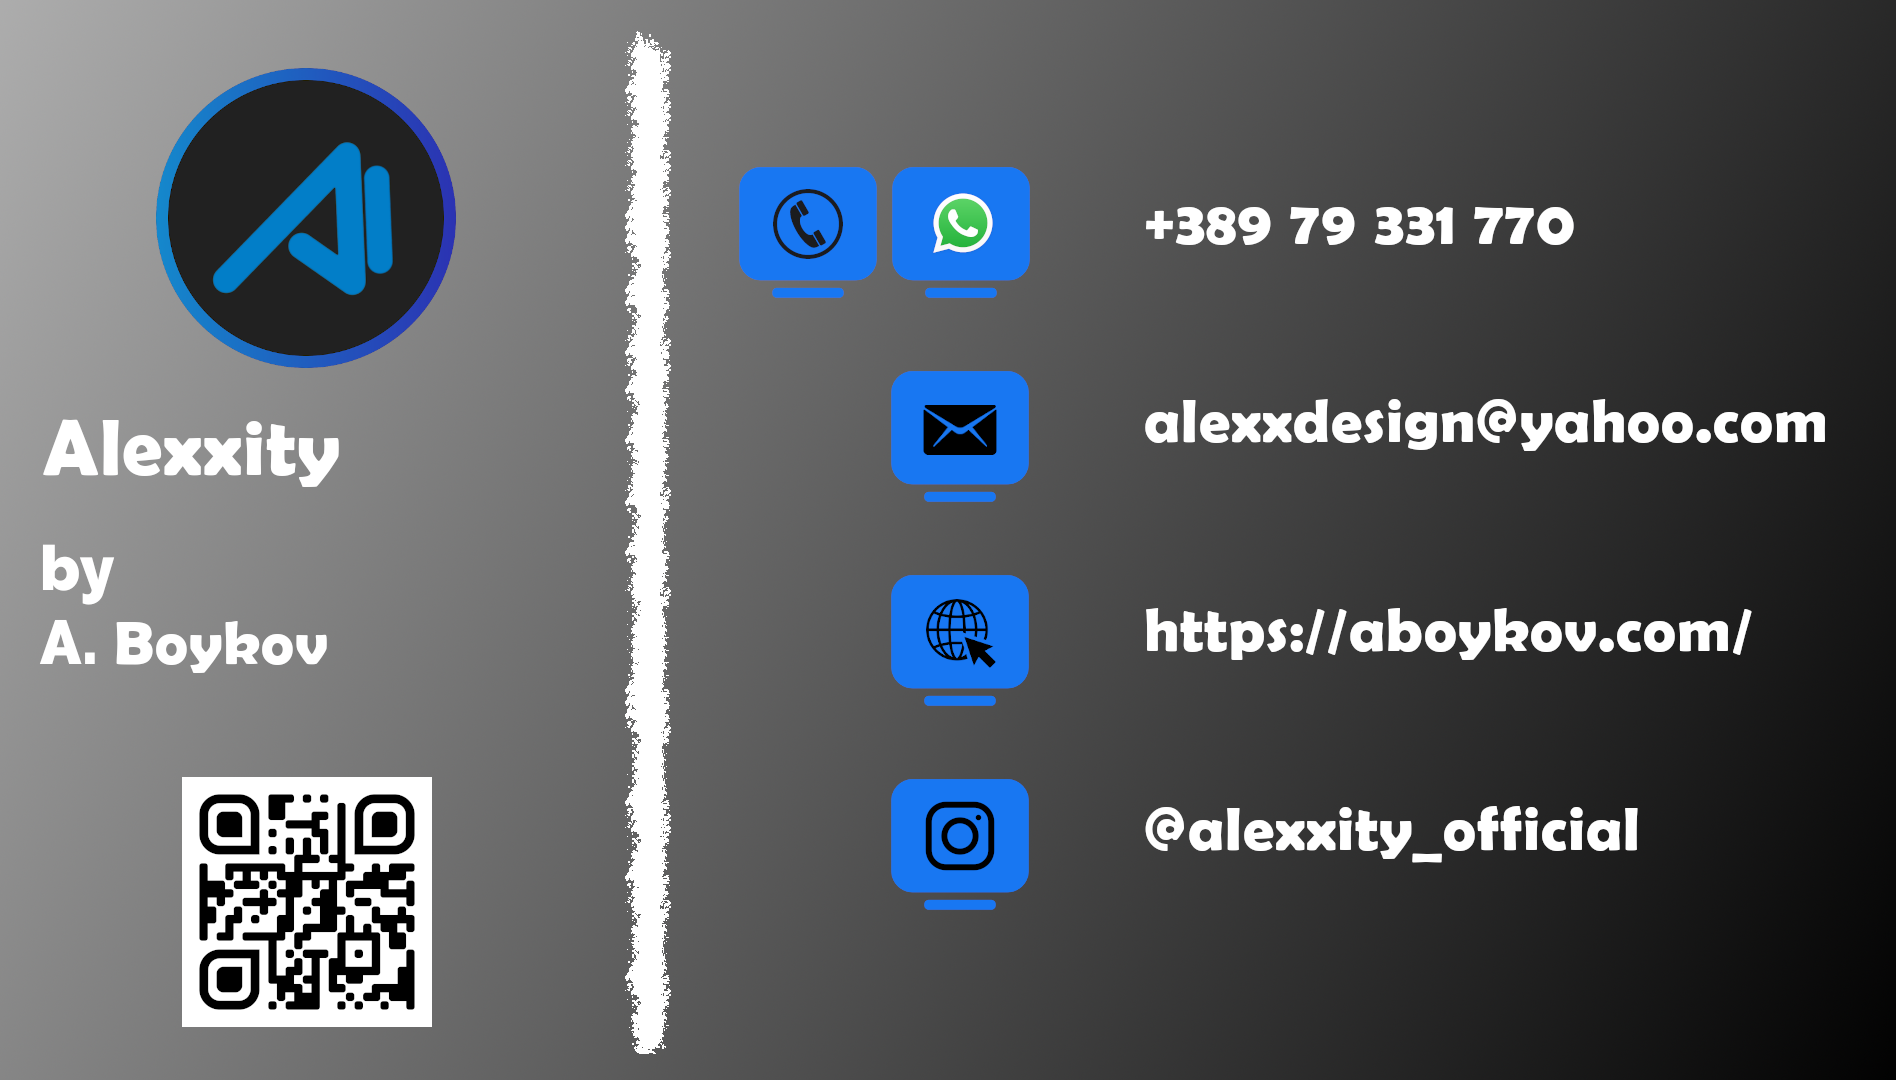 Alexxity
by
A. Boykov
+389 79 331 770
alexxdesign@yahoo.com
https://aboykov.com/
@alexxity_official